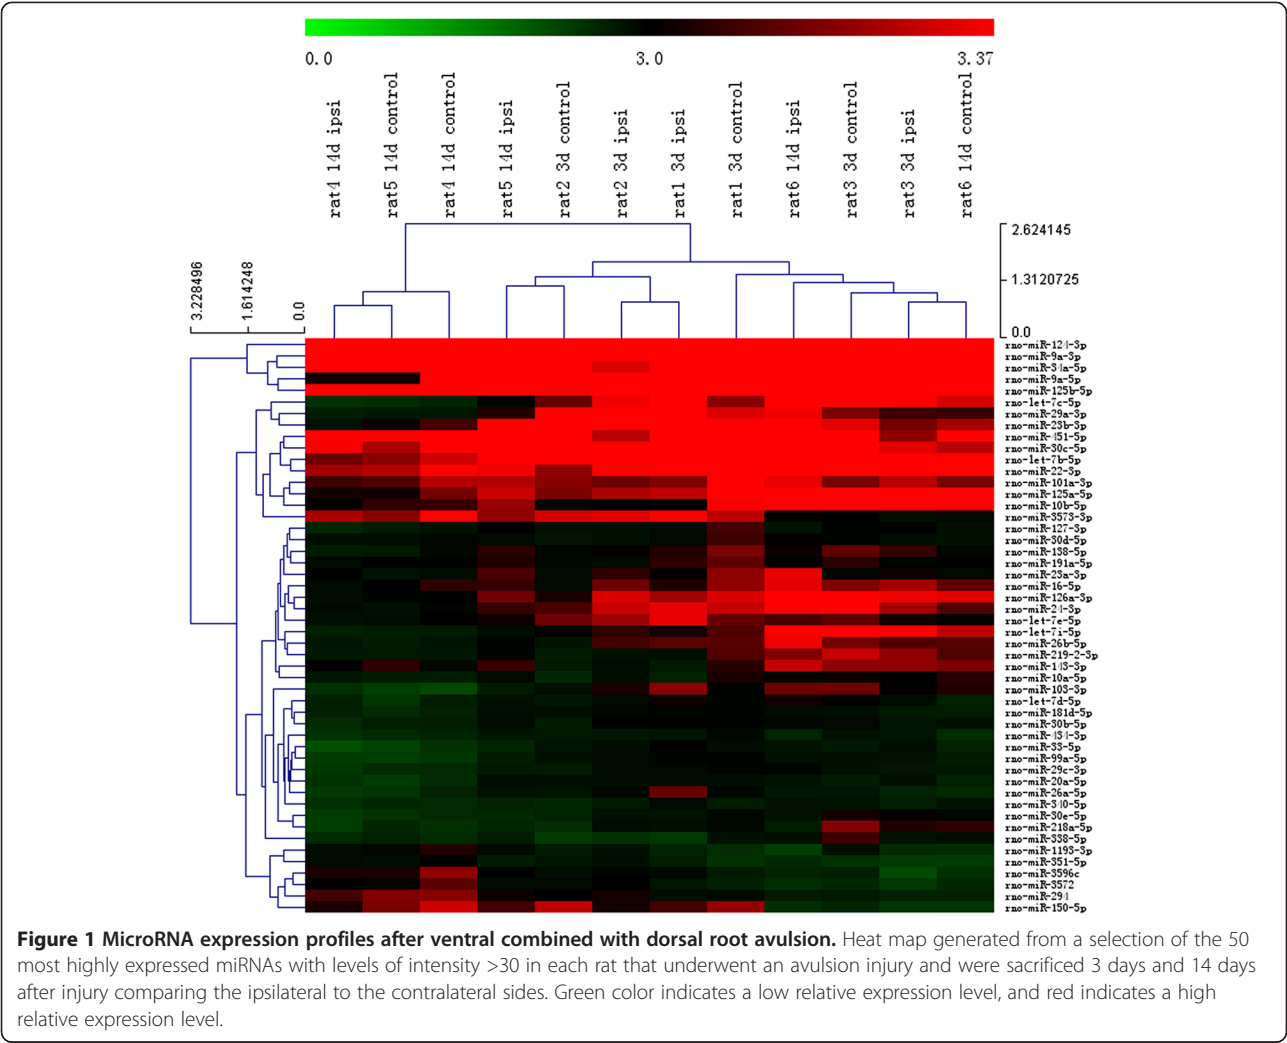 0.0 3.0 3.37
rat4 14d ipsi
rat5 14d control
rat4 14d control
rat5 14d ipsi
rat2 3d control
rat2 3d ipsi
rat1 3d ipsi
rat1 3d control
rat6 14d ipsi
rat3 3d control
rat3 3d ipsi
rat6 14d control
2.624145
1.3120725
0.0
3.228496
1.614248
0.0
rno-miR-124-3p
rno-miR-9a-3p
rno-miR-34a-5p
rno-miR-9a-5p
rno-miR-125b-5p
rno-let-7c-5p
rno-miR-29a-3p
rno-miR-23b-3p
rno-miR-451-5p
rno-miR-30c-5p
rno-let-7b-5p
rno-miR-22-3p
rno-miR-101a-3p
rno-miR-125a-5p
rno-miR-10b-5p
rno-miR-3573-3p
rno-miR-127-3p
rno-miR-30d-5p
rno-miR-138-5p
rno-miR-191a-5p
rno-miR-23a-3p
rno-miR-16-5p
rno-miR-126a-3p
rno-miR-24-3p
rno-let-7e-5p
rno-let-7i-5p
rno-miR-26b-5p
rno-miR-219-2-3p
rno-miR-143-3p
rno-miR-10a-5p
rno-miR-103-3p
rno-let-7d-5p
rno-miR-181d-5p
rno-miR-30b-5p
rno-miR-434-3p
rno-miR-33-5p
rno-miR-99a-5p
rno-miR-29c-3p
rno-miR-20a-5p
rno-miR-26a-5p
rno-miR-340-5p
rno-miR-30e-5p
rno-miR-218a-5p
rno-miR-338-5p
rno-miR-1193-3p
rno-miR-351-5p
rno-miR-3596c
rno-miR-3572
rno-miR-294
rno-miR-150-5p
Figure 1 MicroRNA expression profiles after ventral combined with dorsal root avulsion. Heat map generated from a selection of the 50
most highly expressed miRNAs with levels of intensity >30 in each rat that underwent an avulsion injury and were sacrificed 3 days and 14 days
after injury comparing the ipsilateral to the contralateral sides. Green color indicates a low relative expression level, and red indicates a high
relative expression level.